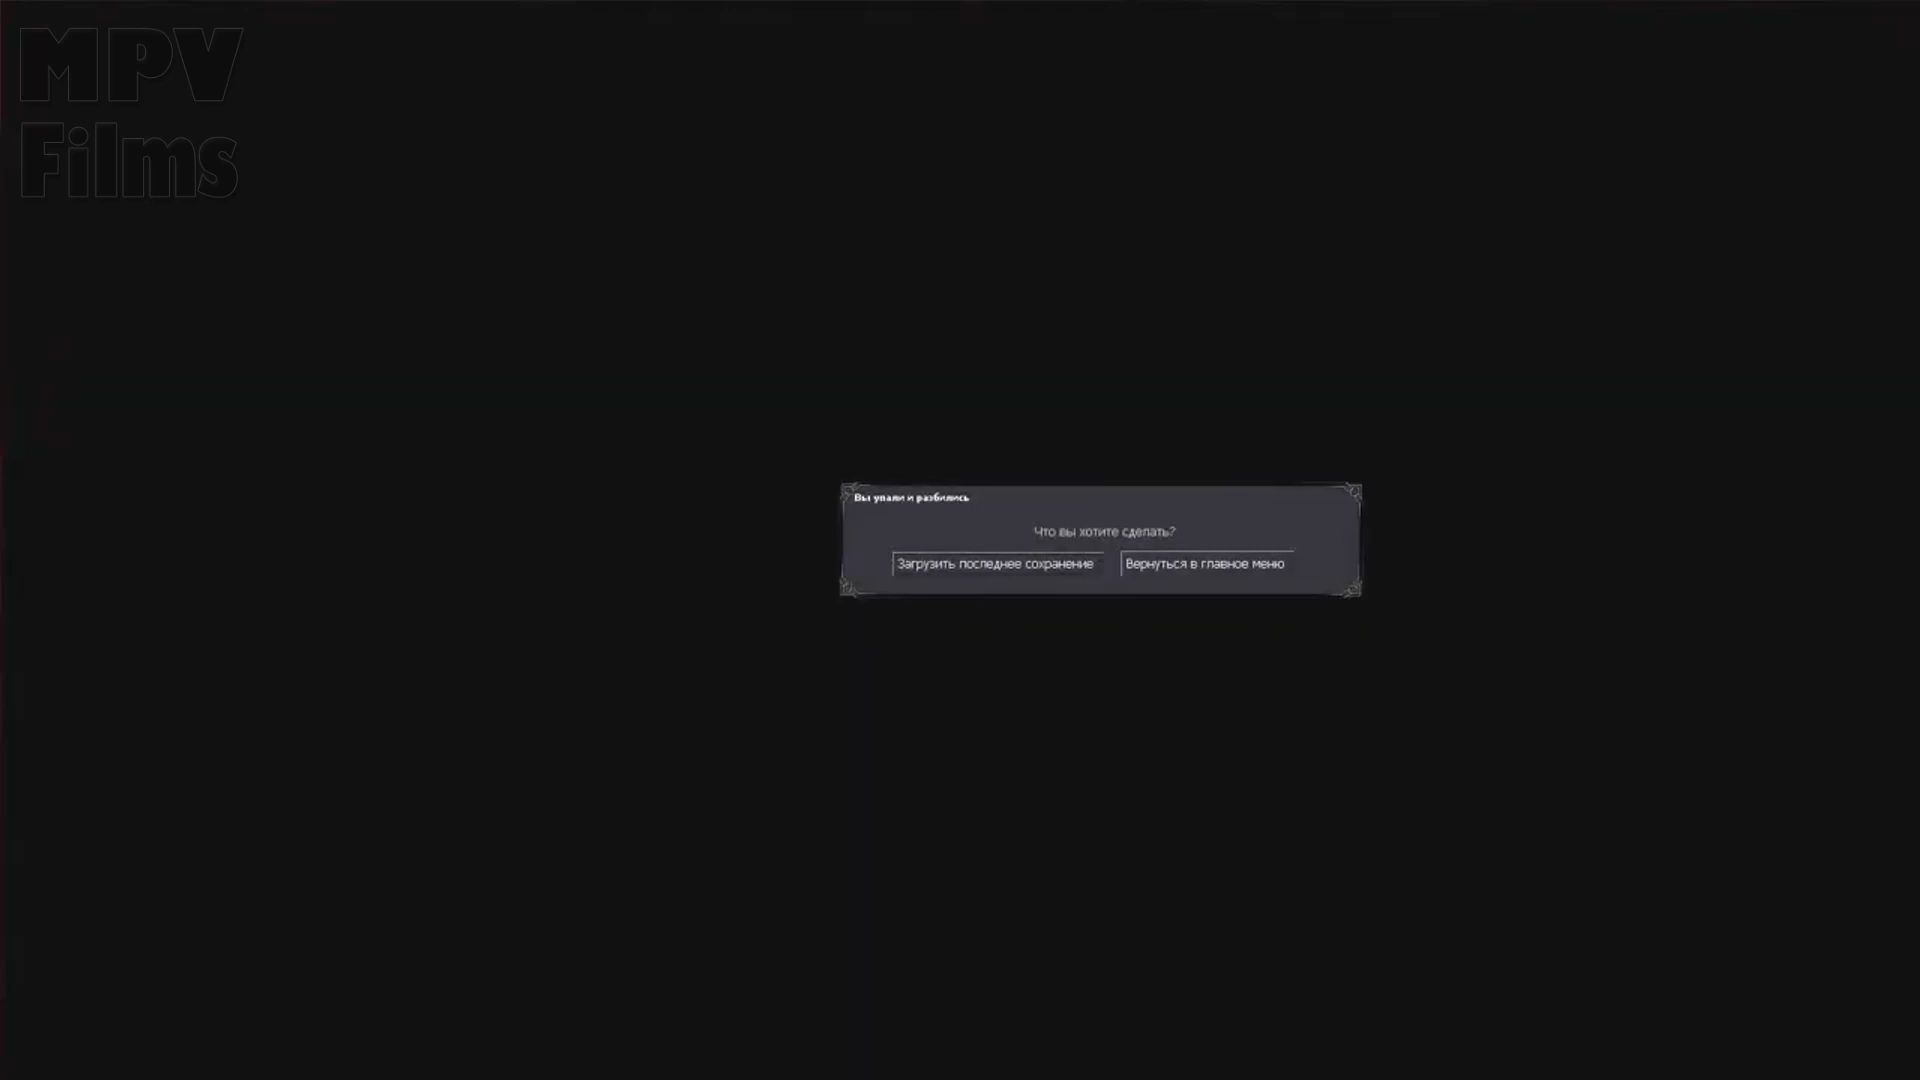 MPV
Films
Вы упали и разбились
Что вы хотите сделать?
Загрузить последнее сохранение
Вернуться в главное меню